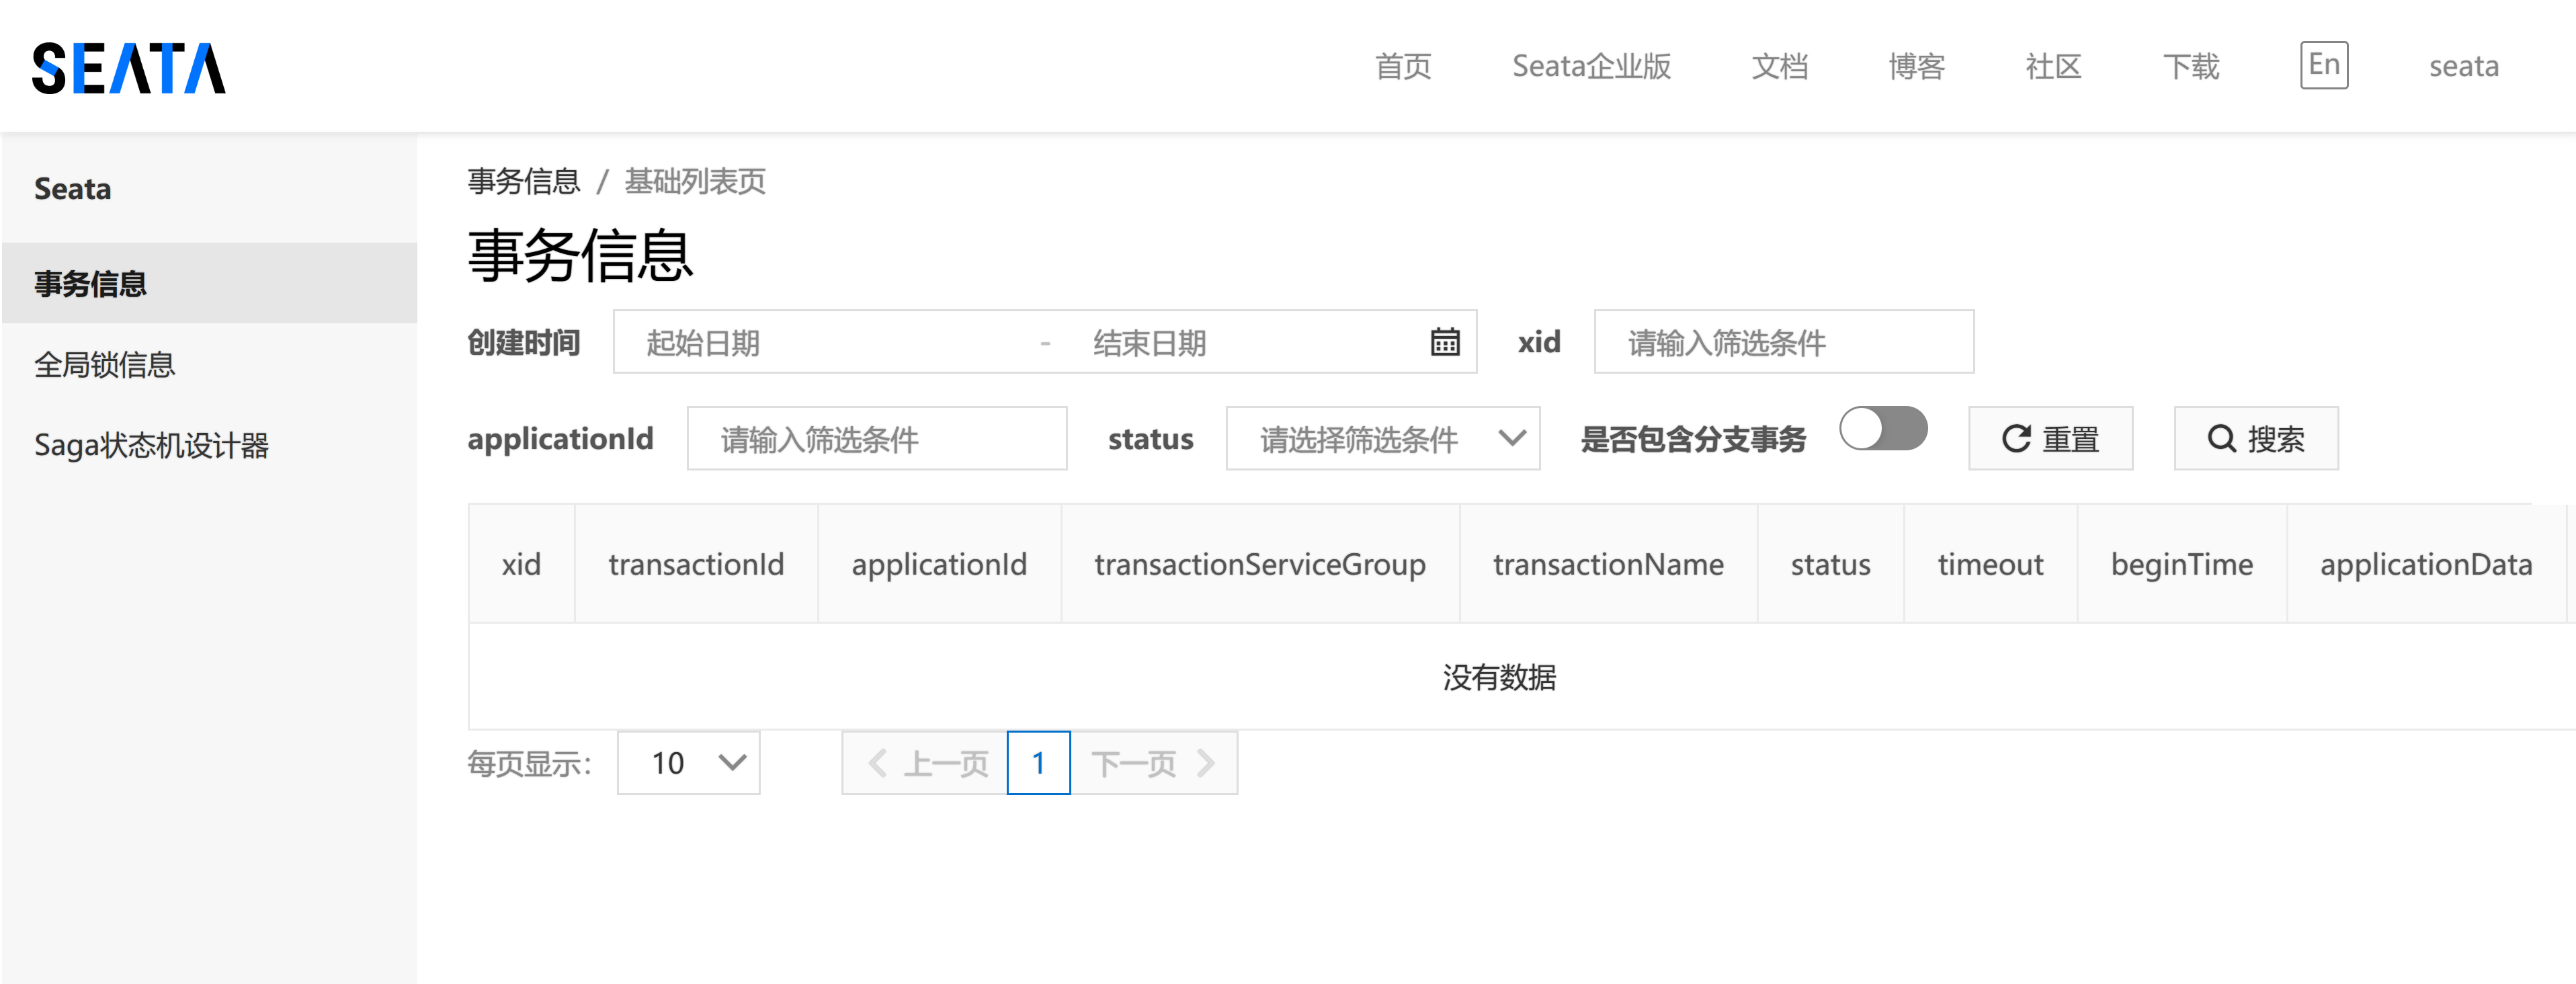 SEATA 首页 Seata企业版 文档 博客 社区 下载 En seata
Seata
事务信息
全局锁信息
Saga状态机设计器
事务信息 / 基础列表页
事务信息
创建时间 起始日期 - 结束日期 xid 请输入筛选条件
applicationId 请输入筛选条件 status 请选择筛选条件 是否包含分支事务 重置 搜索
xid transactionId applicationId transactionServiceGroup transactionName status timeout beginTime applicationData
没有数据
每页显示: 10 上一页 1 下一页